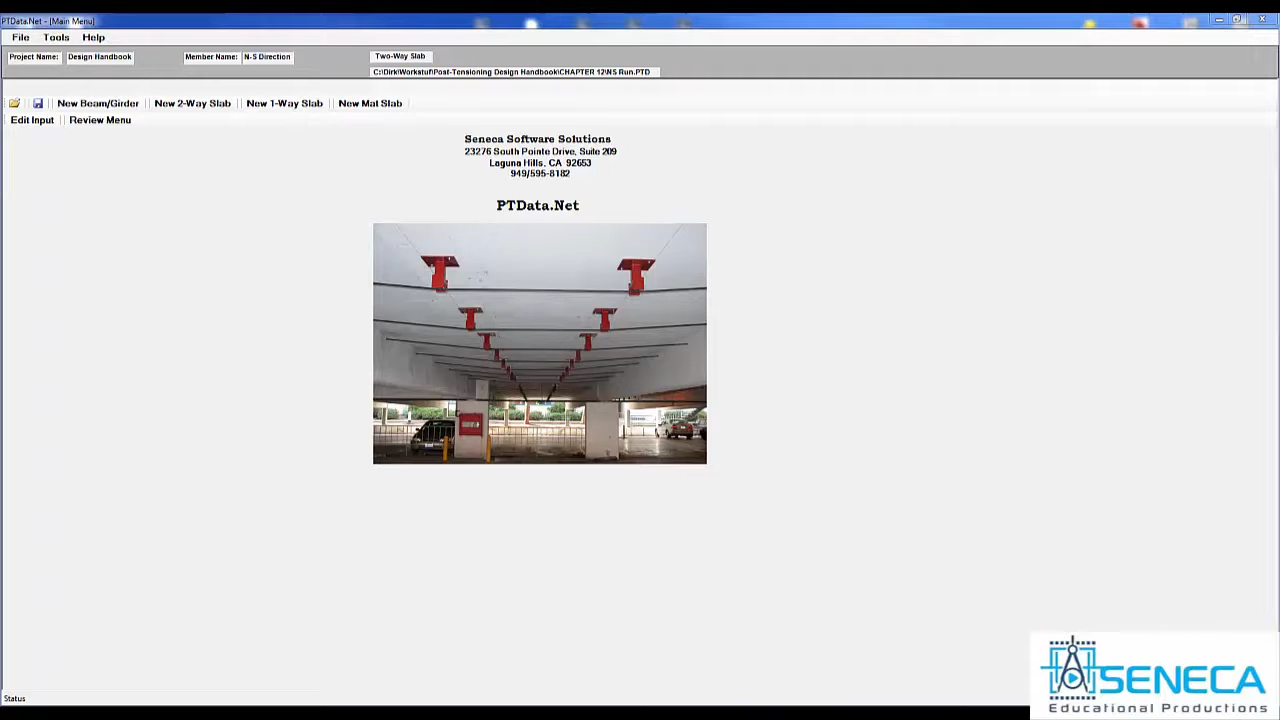 PTData.Net - [Main Menu]
File Tools Help
Project Name: Design Handbook Member Name: N-S Direction Two-Way Slab
C:\Dirk\Workstuf\Post-Tensioning Design Handbook\CHAPTER 12\NS Run.PTD
New Beam/Girder New 2-Way Slab New 1-Way Slab New Mat Slab
Edit Input Review Menu
Seneca Software Solutions
23276 South Pointe Drive, Suite 209
Laguna Hills, CA 92653
949/595-8182
PTData.Net
Status
SENECA
Educational Productions